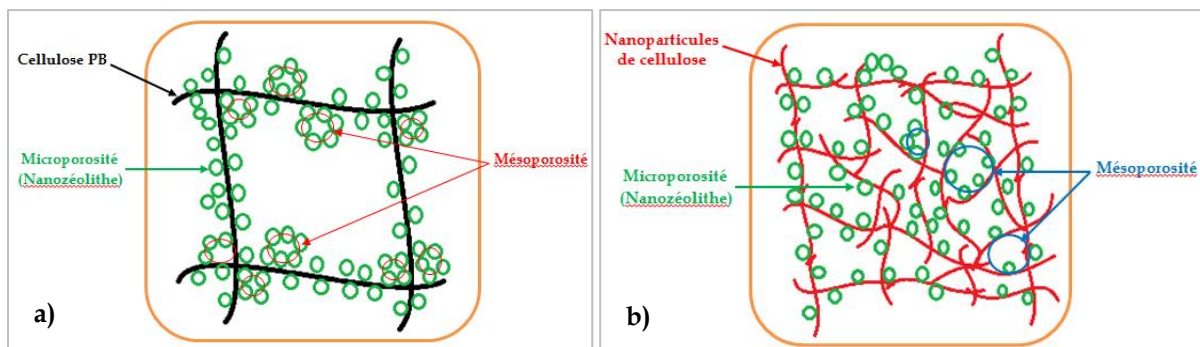 Cellulose PB
Microporosité
(Nanozéolithe)
Mésoporosité
a)
Nanoparticules
de cellulose
Microporosité
(Nanozéolithe)
Mésoporosité
b)